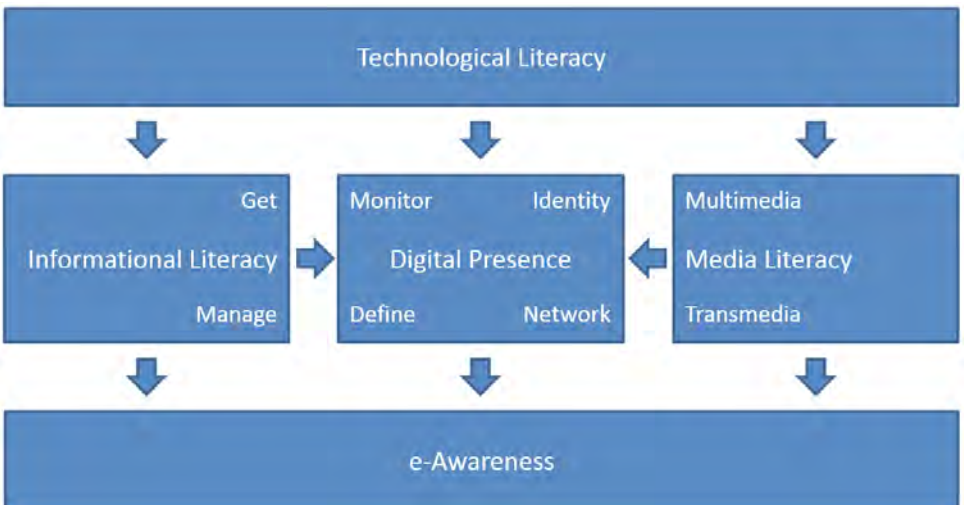 Technological Literacy
Get
Informational Literacy
Manage
Monitor Identity
Digital Presence
Define Network
Multimedia
Media Literacy
Transmedia
e-Awareness